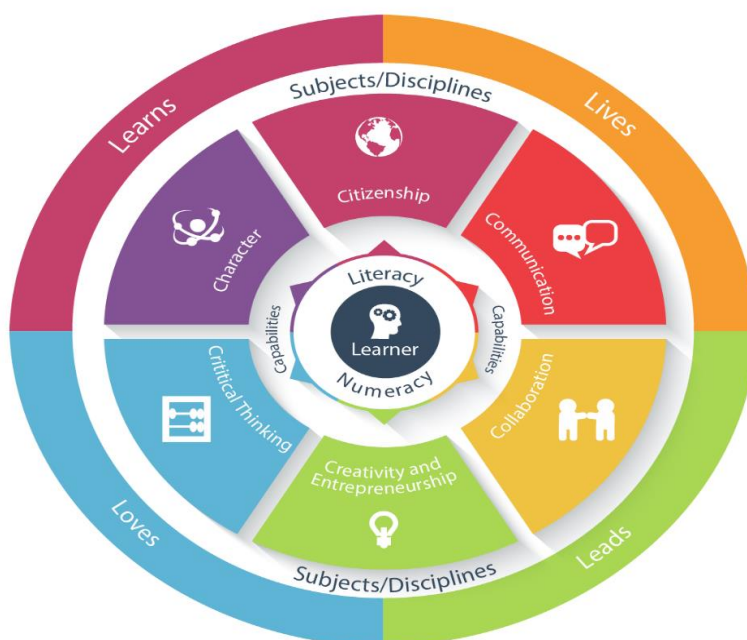 Learns
Lives
Subjects/Disciplines
Citizenship
Character
Communication
Literacy
Capabilities
Capabilities
Learner
Numeracy
Crititical Thinking
Collaboration
Creativity and
Entrepreneurship
Subjects/Disciplines
Loves
Leads